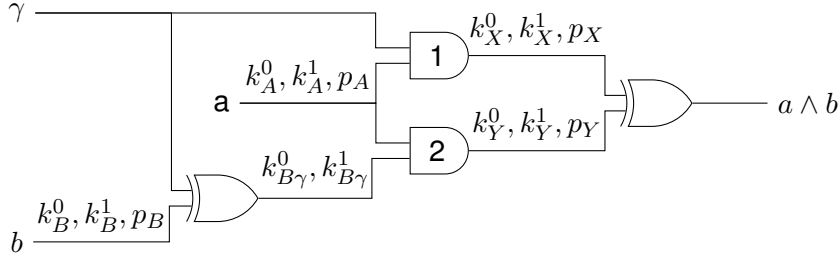 γ
k_X^0, k_X^1, p_X
1
k_A^0, k_A^1, p_A
a
a ∧ b
k_Y^0, k_Y^1, p_Y
2
k_{Bγ}^0, k_{Bγ}^1
k_B^0, k_B^1, p_B
b